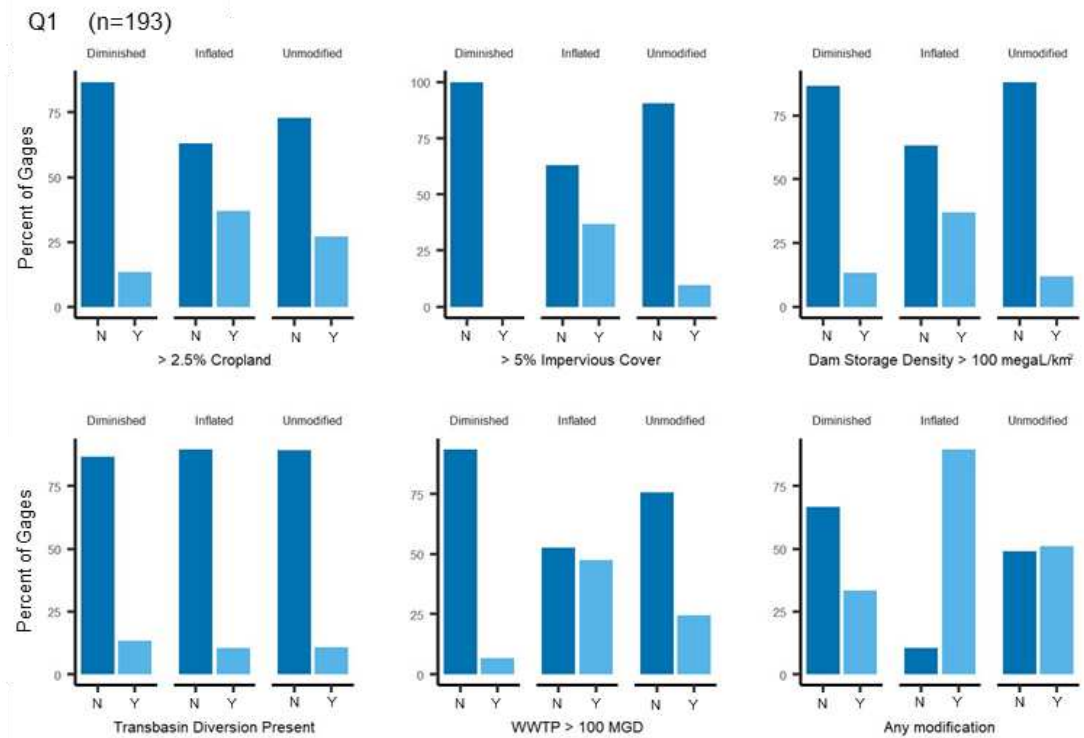 Q1 (n=193)
Diminished Inflated Unmodified
Percent of Gages
75
50
25
0
N Y N Y N Y
> 2.5% Cropland
Diminished Inflated Unmodified
100
75
50
25
0
N Y N Y N Y
> 5% Impervious Cover
Diminished Inflated Unmodified
75
50
25
0
N Y N Y N Y
Dam Storage Density > 100 megaL/km²
Diminished Inflated Unmodified
Percent of Gages
75
50
25
0
N Y N Y N Y
Transbasin Diversion Present
Diminished Inflated Unmodified
75
50
25
0
N Y N Y N Y
WWTP > 100 MGD
Diminished Inflated Unmodified
75
50
25
0
N Y N Y N Y
Any modification